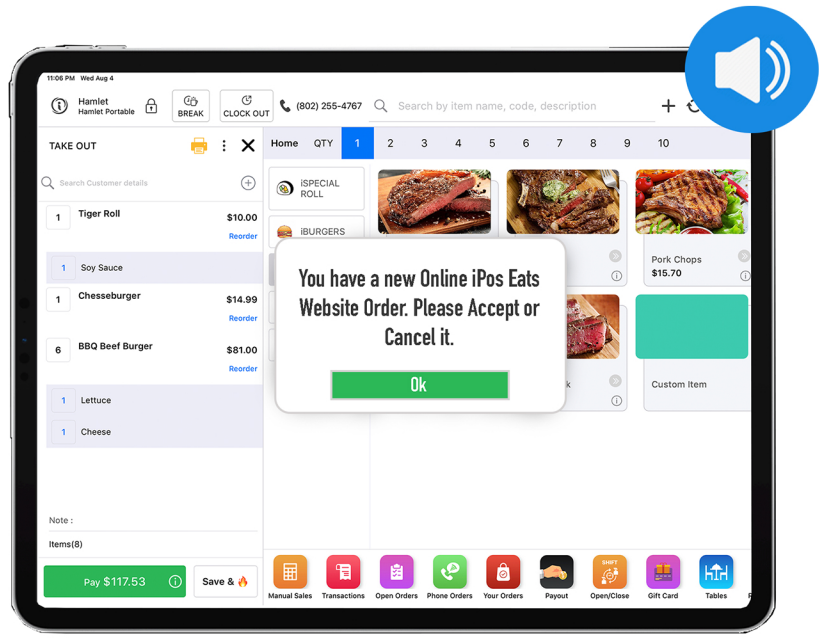 11:06 PM Wed Aug 4
Hamlet
Hamlet Portable
BREAK
CLOCK OUT
(802) 255-4767
Search by item name, code, description
TAKE OUT
Search Customer details
1 Tiger Roll $10.00
Reorder
1 Soy Sauce
1 Chesseburger $14.99
Reorder
6 BBQ Beef Burger $81.00
Reorder
1 Lettuce
1 Cheese
Note :
Items(8)
Pay $117.53
Save &
Home QTY 1 2 3 4 5 6 7 8 9 10
iSPECIAL
ROLL
iBURGERS
Pork Chops
$15.70
Custom Item
You have a new Online iPos Eats
Website Order. Please Accept or
Cancel it.
Ok
SHIFT
Manual Sales Transactions Open Orders Phone Orders Your Orders Payout Open/Close Gift Card Tables